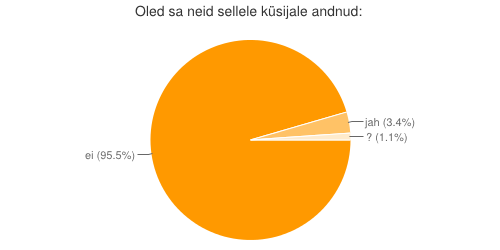 Oled sa neid sellele küsijale andnud:
jah (3.4%)
? (1.1%)
ei (95.5%)